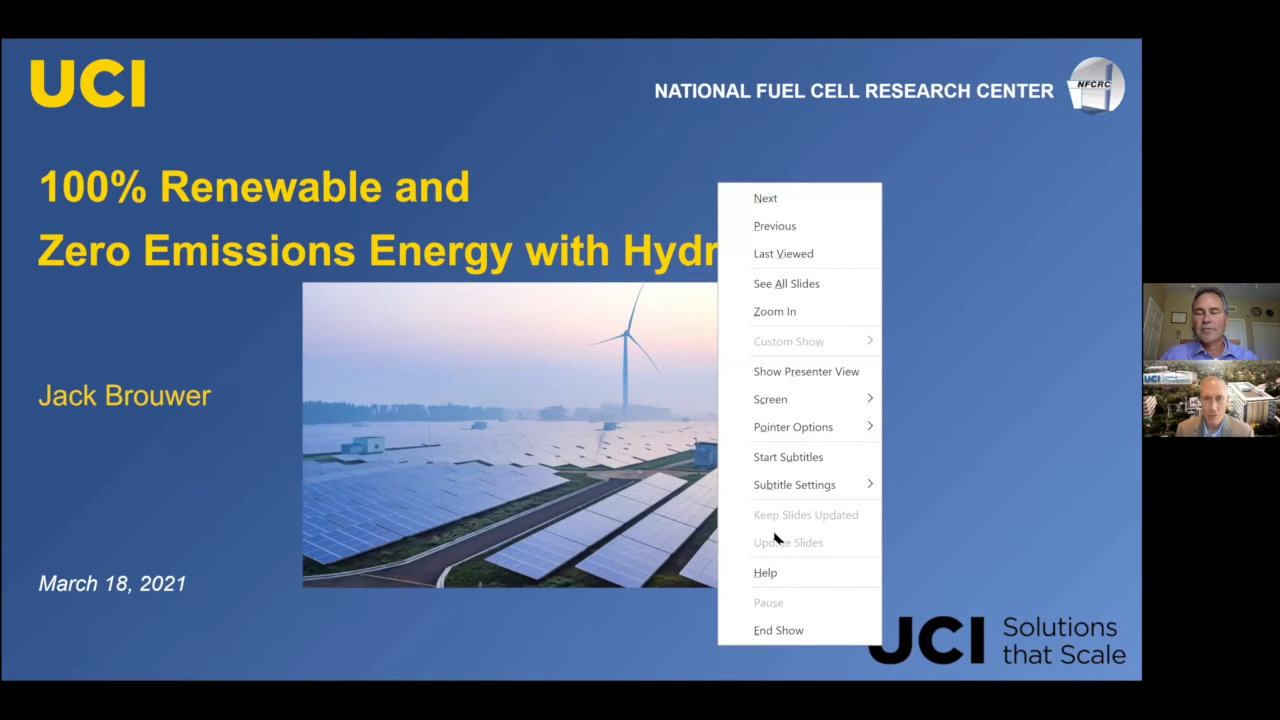 UCI
NATIONAL FUEL CELL RESEARCH CENTER
NFCRC
100% Renewable and
Zero Emissions Energy with Hydr
Jack Brouwer
March 18, 2021
Next
Previous
Last Viewed
See All Slides
Zoom In
Custom Show
Show Presenter View
Screen
Pointer Options
Start Subtitles
Subtitle Settings
Keep Slides Updated
Update Slides
Help
Pause
End Show
UCI
Solutions
that Scale
UCI